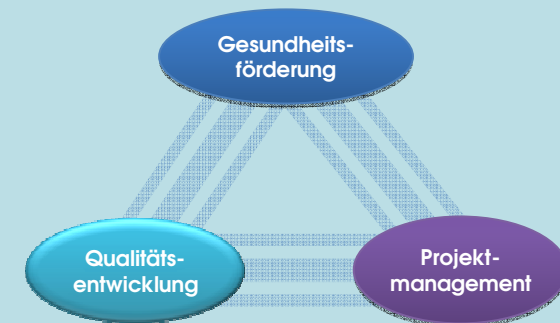 Gesundheits-
förderung
Qualitäts-
entwicklung
Projekt-
management